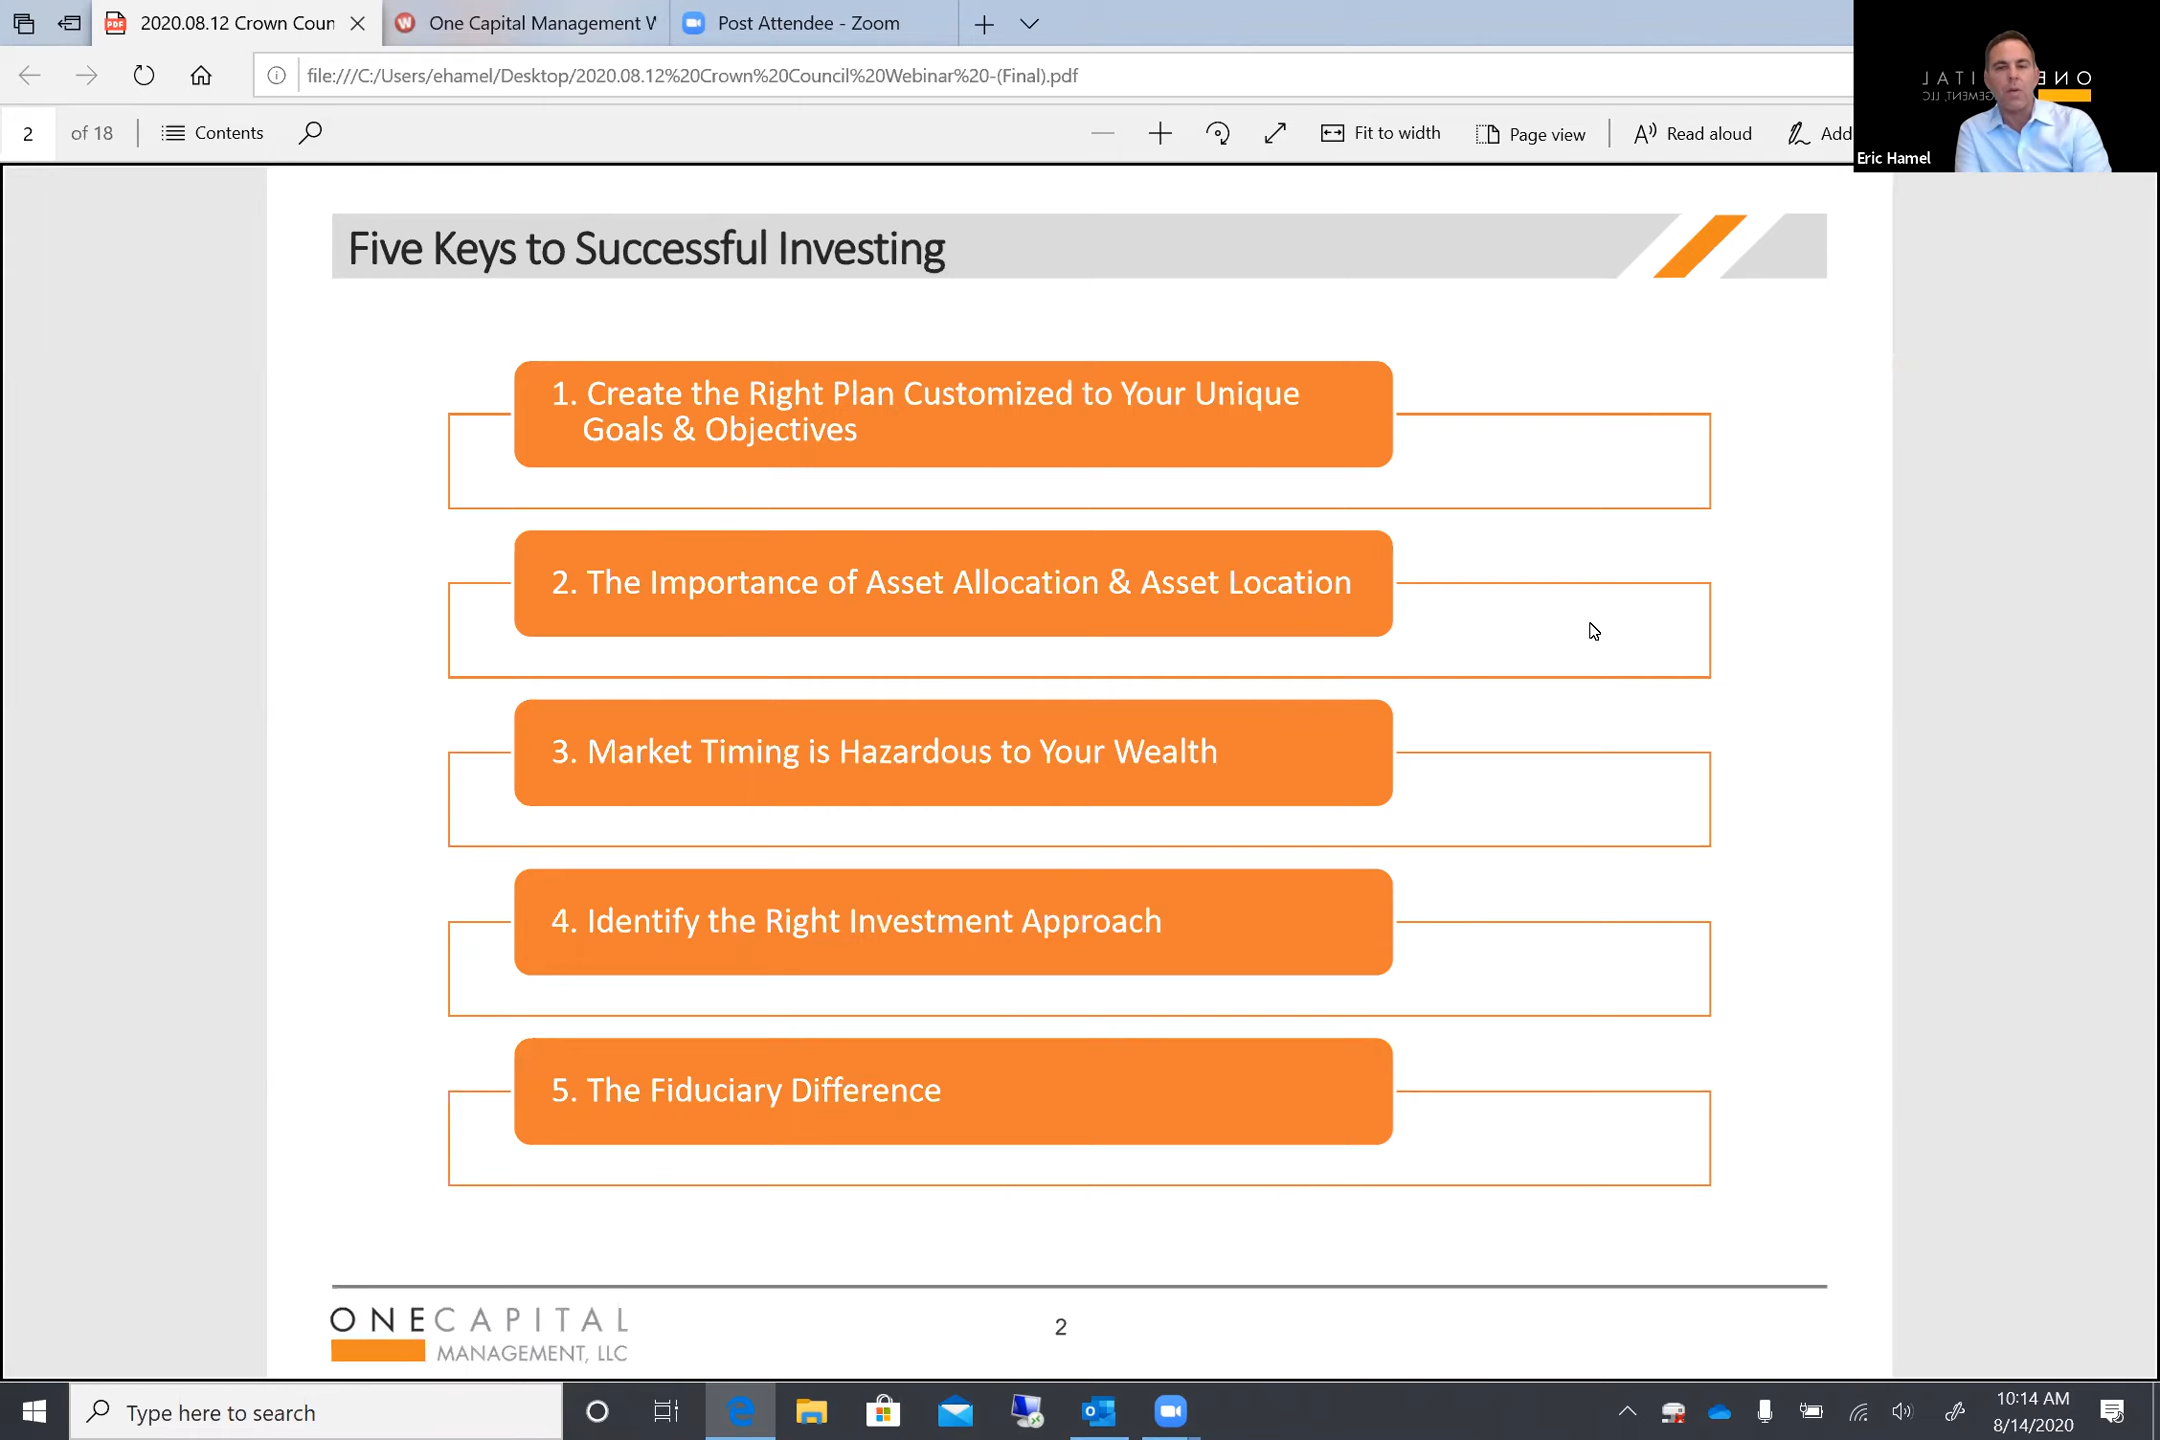 2020.08.12 Crown Coun
One Capital Management W
Post Attendee - Zoom
file:///C:/Users/ehamel/Desktop/2020.08.12%20Crown%20Council%20Webinar%20-(Final).pdf
2 of 18
Contents
Fit to width
Page view
Read aloud
Add
Eric Hamel
Five Keys to Successful Investing
1. Create the Right Plan Customized to Your Unique
Goals & Objectives
2. The Importance of Asset Allocation & Asset Location
3. Market Timing is Hazardous to Your Wealth
4. Identify the Right Investment Approach
5. The Fiduciary Difference
ONECAPITAL
MANAGEMENT, LLC
2
Type here to search
10:14 AM
8/14/2020